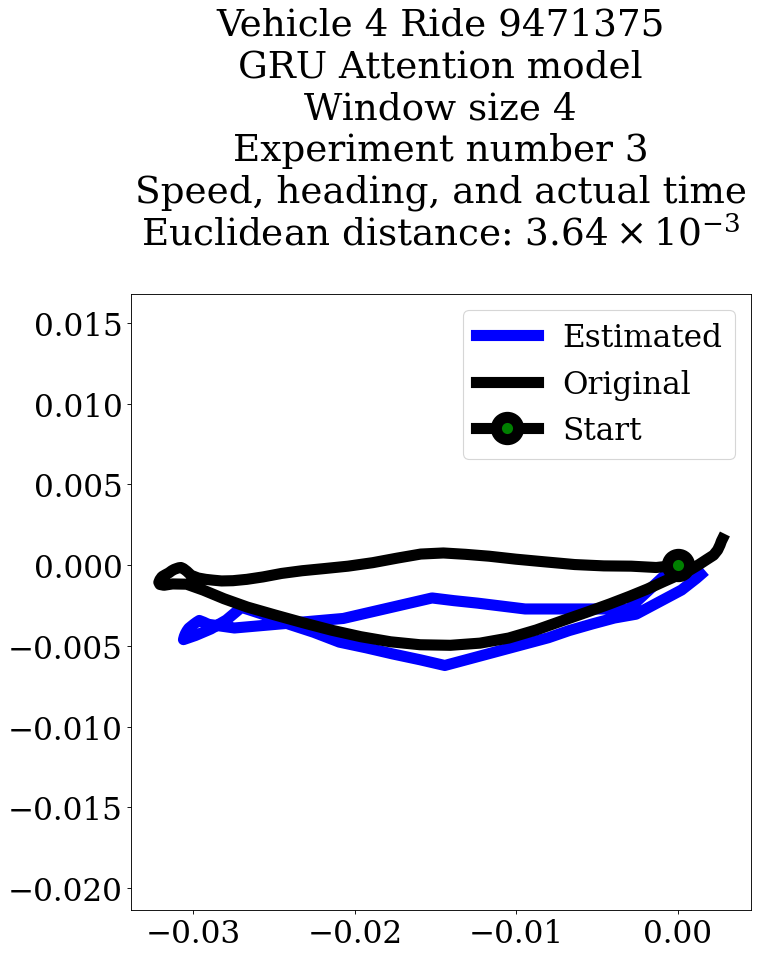 Vehicle 4 Ride 9471375
GRU Attention model
Window size 4
Experiment number 3
Speed, heading, and actual time
Euclidean distance: 3.64 × 10⁻³
Estimated
Original
Start
0.015
0.010
0.005
0.000
−0.005
−0.010
−0.015
−0.020
−0.03
−0.02
−0.01
0.00